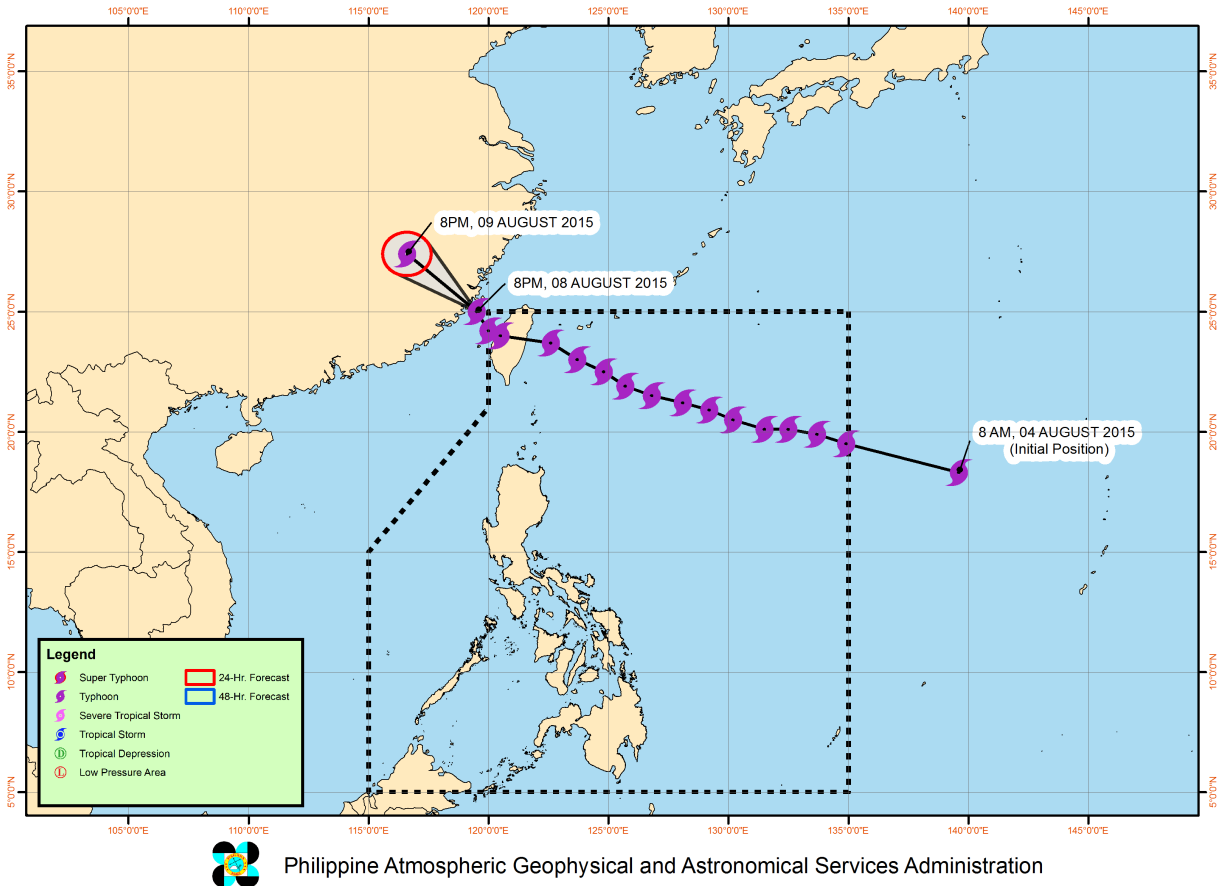 105°0'0"E 110°0'0"E 115°0'0"E 120°0'0"E 125°0'0"E 130°0'0"E 135°0'0"E 140°0'0"E 145°0'0"E
35°0'0"N 35°0'0"N
30°0'0"N 30°0'0"N
8PM, 09 AUGUST 2015
8PM, 08 AUGUST 2015
25°0'0"N 25°0'0"N
20°0'0"N 20°0'0"N
8 AM, 04 AUGUST 2015
(Initial Position)
15°0'0"N 15°0'0"N
10°0'0"N 10°0'0"N
5°0'0"N 5°0'0"N
Legend
Super Typhoon 24-Hr. Forecast
Typhoon 48-Hr. Forecast
Severe Tropical Storm
Tropical Storm
D Tropical Depression
L Low Pressure Area
105°0'0"E 110°0'0"E 115°0'0"E 120°0'0"E 125°0'0"E 130°0'0"E 135°0'0"E 140°0'0"E 145°0'0"E
Philippine Atmospheric Geophysical and Astronomical Services Administration